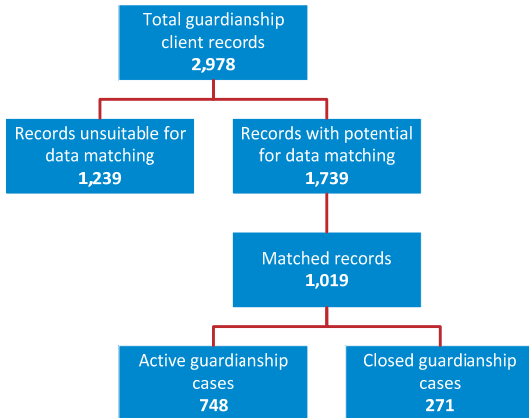 Total guardianship
client records
2,978
Records unsuitable for
data matching
1,239
Records with potential
for data matching
1,739
Matched records
1,019
Active guardianship
cases
748
Closed guardianship
cases
271